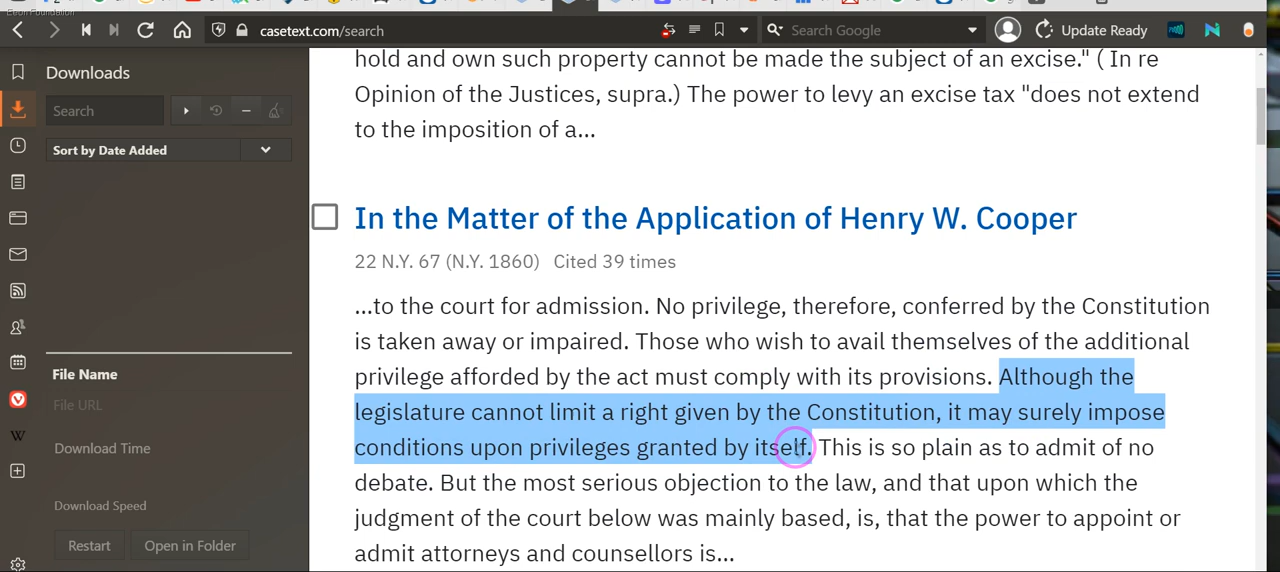 Eeon Foundation
casetext.com/search
Search Google
Update Ready
Downloads
Search
Sort by Date Added
File Name
File URL
Download Time
Download Speed
Restart
Open in Folder
hold and own such property cannot be made the subject of an excise." ( In re
Opinion of the Justices, supra.) The power to levy an excise tax "does not extend
to the imposition of a...
In the Matter of the Application of Henry W. Cooper
22 N.Y. 67 (N.Y. 1860) Cited 39 times
...to the court for admission. No privilege, therefore, conferred by the Constitution
is taken away or impaired. Those who wish to avail themselves of the additional
privilege afforded by the act must comply with its provisions. Although the
legislature cannot limit a right given by the Constitution, it may surely impose
conditions upon privileges granted by itself. This is so plain as to admit of no
debate. But the most serious objection to the law, and that upon which the
judgment of the court below was mainly based, is, that the power to appoint or
admit attorneys and counsellors is...